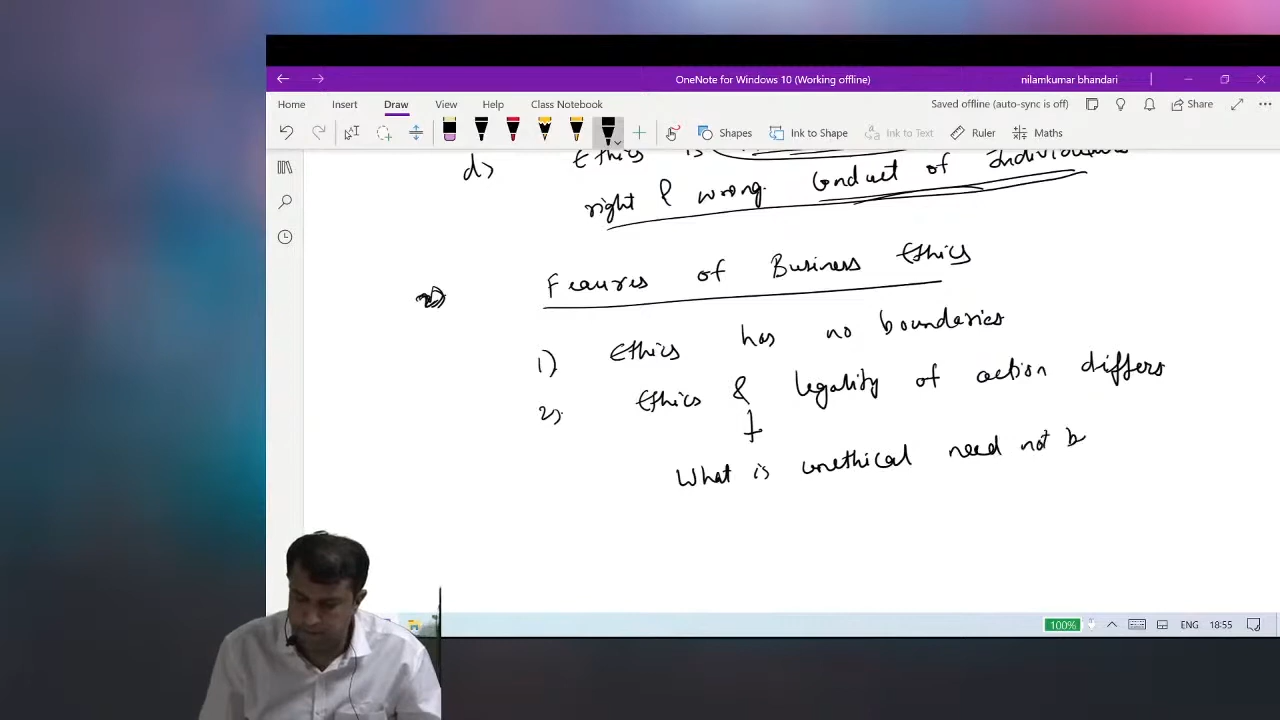 OneNote for Windows 10 (Working offline)
nilamkumar bhandari
Home Insert Draw View Help Class Notebook
Saved offline (auto-sync is off)
Share
Shapes
Ink to Shape
Ink to Text
Ruler
Maths
d) Ethics is
right & wrong. Conduct of
Feaures of Business Ethics
1) Ethics has no boundaries
2) Ethics & legality of action differs
What is unethical need not b
100%
ENG
18:55